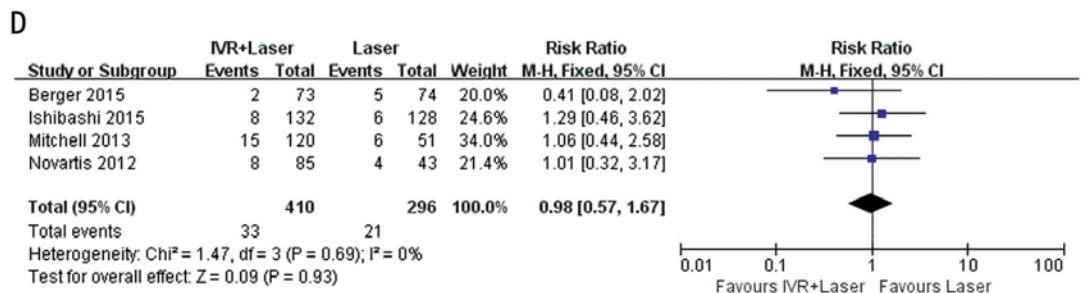 D
IVR+Laser Laser Risk Ratio Risk Ratio
Study or Subgroup Events Total Events Total Weight M-H, Fixed, 95% CI M-H, Fixed, 95% CI
Berger 2015 2 73 5 74 20.0% 0.41 [0.08, 2.02]
Ishibashi 2015 8 132 6 128 24.6% 1.29 [0.46, 3.62]
Mitchell 2013 15 120 6 51 34.0% 1.06 [0.44, 2.58]
Novartis 2012 8 85 4 43 21.4% 1.01 [0.32, 3.17]
Total (95% CI) 410 296 100.0% 0.98 [0.57, 1.67]
Total events 33 21
Heterogeneity: Chi² = 1.47, df = 3 (P = 0.69); I² = 0%
Test for overall effect: Z = 0.09 (P = 0.93)
0.01 0.1 1 10 100
Favours IVR+Laser Favours Laser